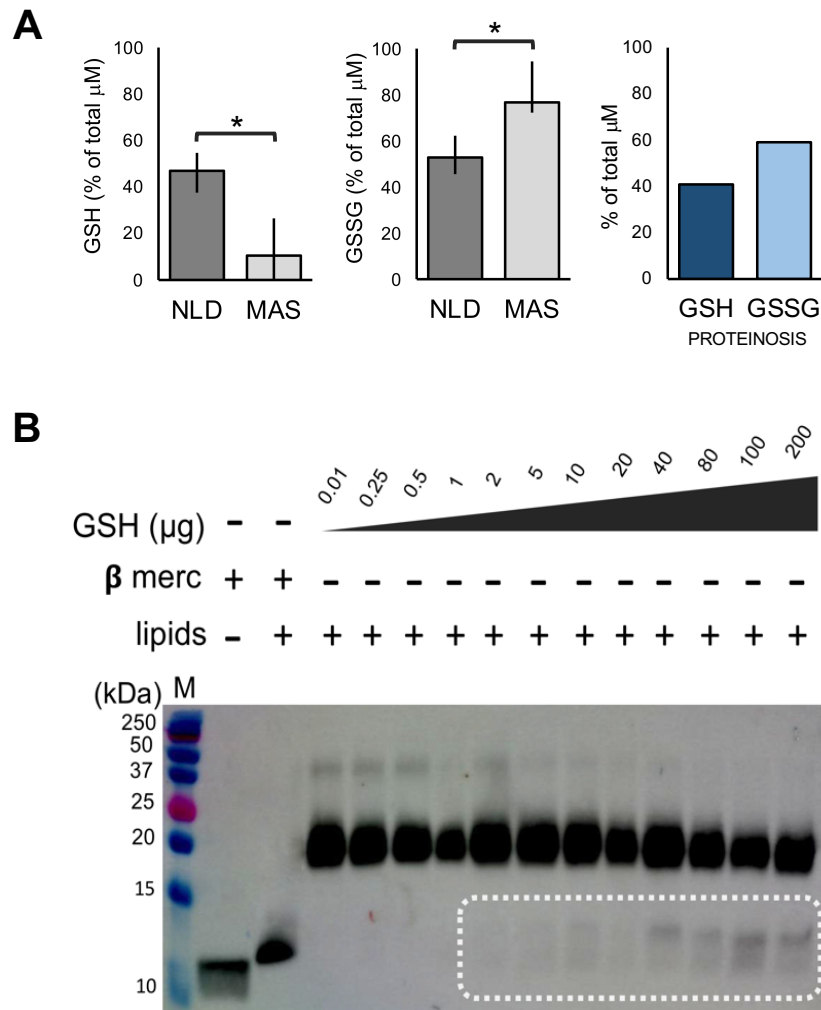 A
GSH (% of total µM)
100
80
60
40
20
0
*
NLD MAS
GSSG (% of total µM)
100
80
60
40
20
0
*
NLD MAS
% of total µM
100
80
60
40
20
0
GSH GSSG
PROTEINOSIS
B
0.01 0.25 0.5 1 2 5 10 20 40 80 100 200
GSH (µg) - -
β merc + + - - - - - - - - - - - -
lipids - + + + + + + + + + + + + +
(kDa) M
250
50
37
25
20
15
10